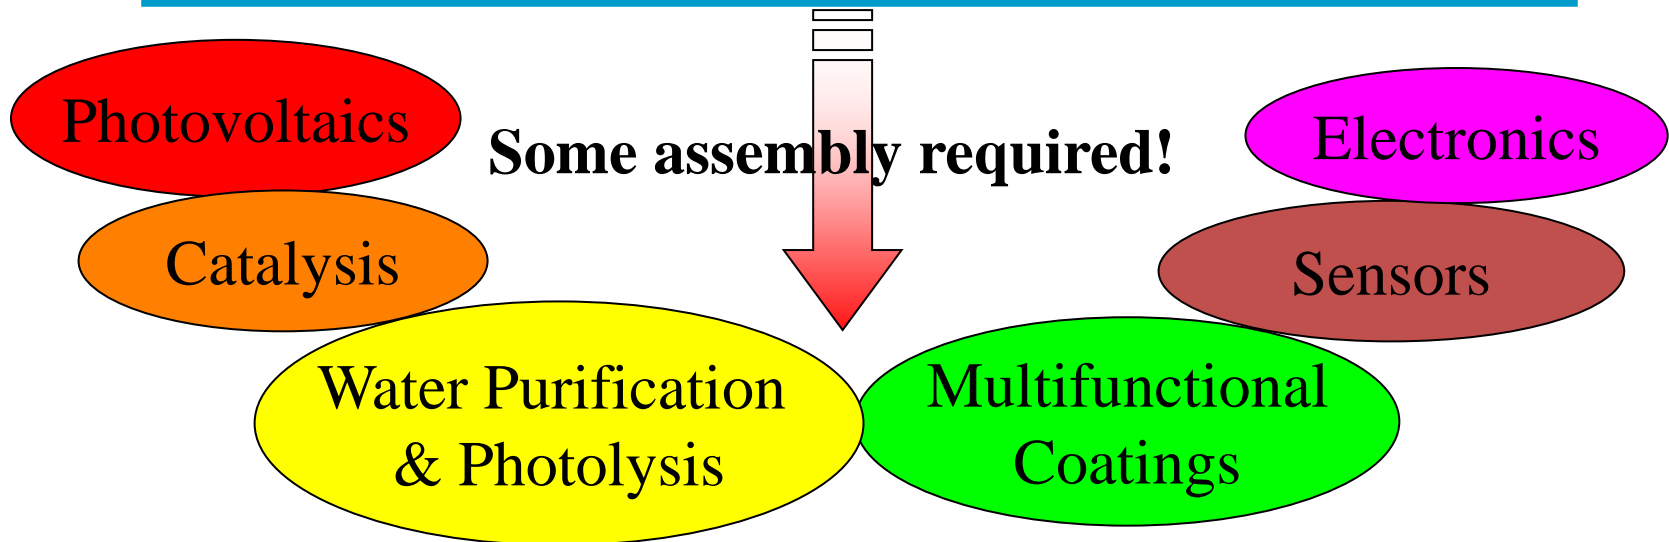 Photovoltaics
Some assembly required!
Electronics
Catalysis
Sensors
Water Purification
& Photolysis
Multifunctional
Coatings